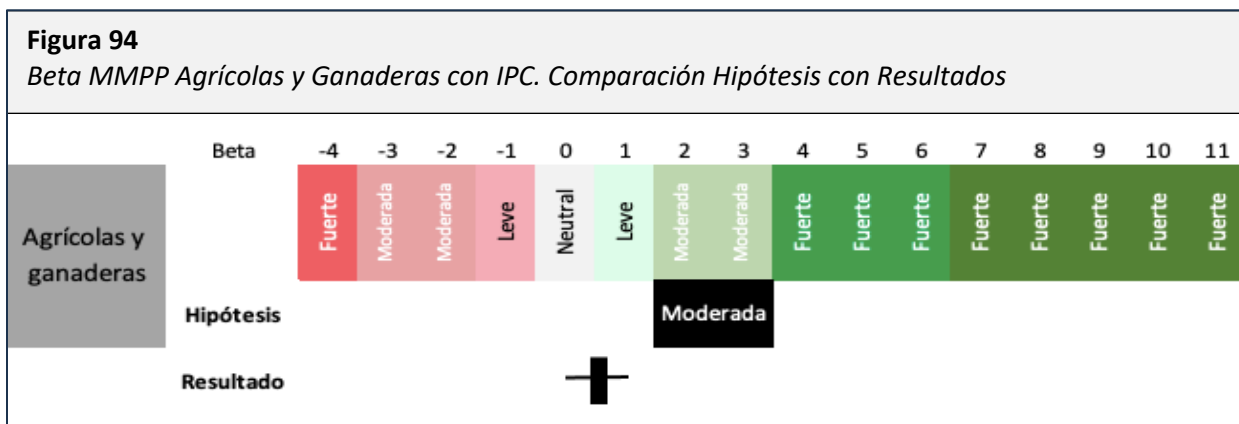 Figura 94
Beta MMPP Agrícolas y Ganaderas con IPC. Comparación Hipótesis con Resultados
Beta -4 -3 -2 -1 0 1 2 3 4 5 6 7 8 9 10 11
Agrícolas y
ganaderas
Fuerte Moderada Moderada Leve Neutral Leve Moderada Moderada Fuerte Fuerte Fuerte Fuerte Fuerte Fuerte Fuerte Fuerte
Hipótesis Moderada
Resultado